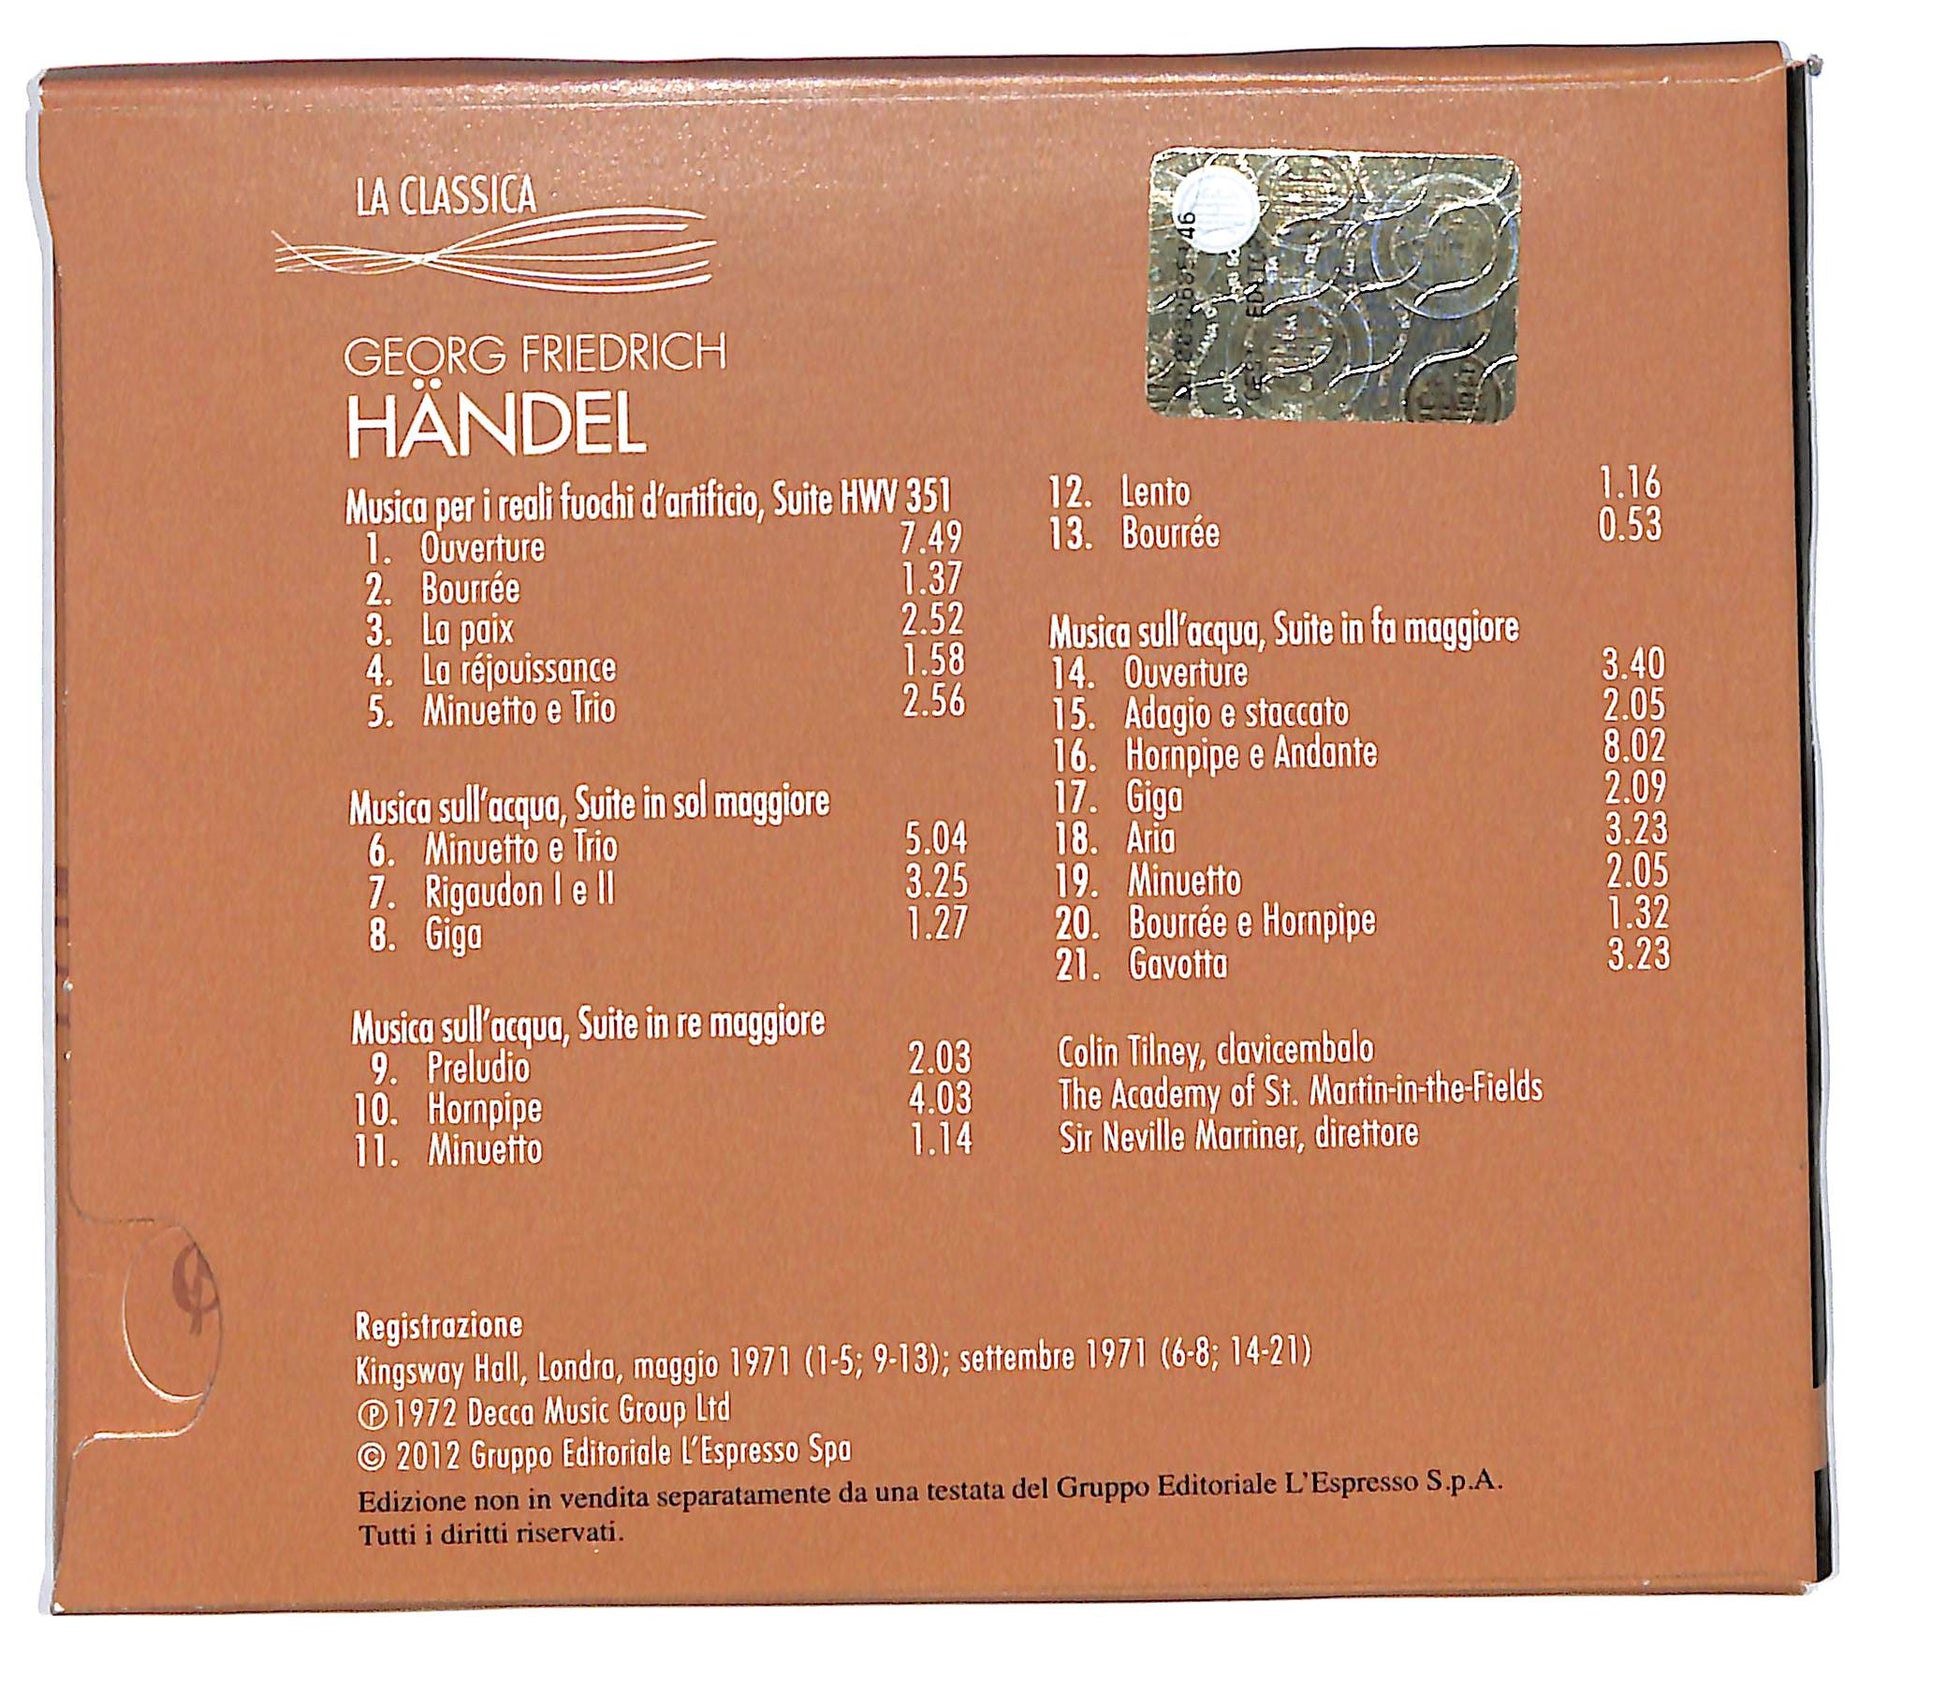 LA CLASSICA
GEORG FRIEDRICH
HÄNDEL
Musica per i reali fuochi d'artificio, Suite HWV 351
1. Ouverture 7.49
2. Bourrée 1.37
3. La paix 2.52
4. La réjouissance 1.58
5. Minuetto e Trio 2.56
Musica sull'acqua, Suite in sol maggiore
6. Minuetto e Trio 5.04
7. Rigaudon I e II 3.25
8. Giga 1.27
Musica sull'acqua, Suite in re maggiore
9. Preludio 2.03
10. Hornpipe 4.03
11. Minuetto 1.14
12. Lento 1.16
13. Bourrée 0.53
Musica sull'acqua, Suite in fa maggiore
14. Ouverture 3.40
15. Adagio e staccato 2.05
16. Hornpipe e Andante 8.02
17. Giga 2.09
18. Aria 3.23
19. Minuetto 2.05
20. Bourrée e Hornpipe 1.32
21. Gavotta 3.23
Colin Tilney, clavicembalo
The Academy of St. Martin-in-the-Fields
Sir Neville Marriner, direttore
Registrazione
Kingsway Hall, Londra, maggio 1971 (1-5; 9-13); settembre 1971 (6-8; 14-21)
℗ 1972 Decca Music Group Ltd
© 2012 Gruppo Editoriale L'Espresso Spa
Edizione non in vendita separatamente da una testata del Gruppo Editoriale L'Espresso S.p.A.
Tutti i diritti riservati.